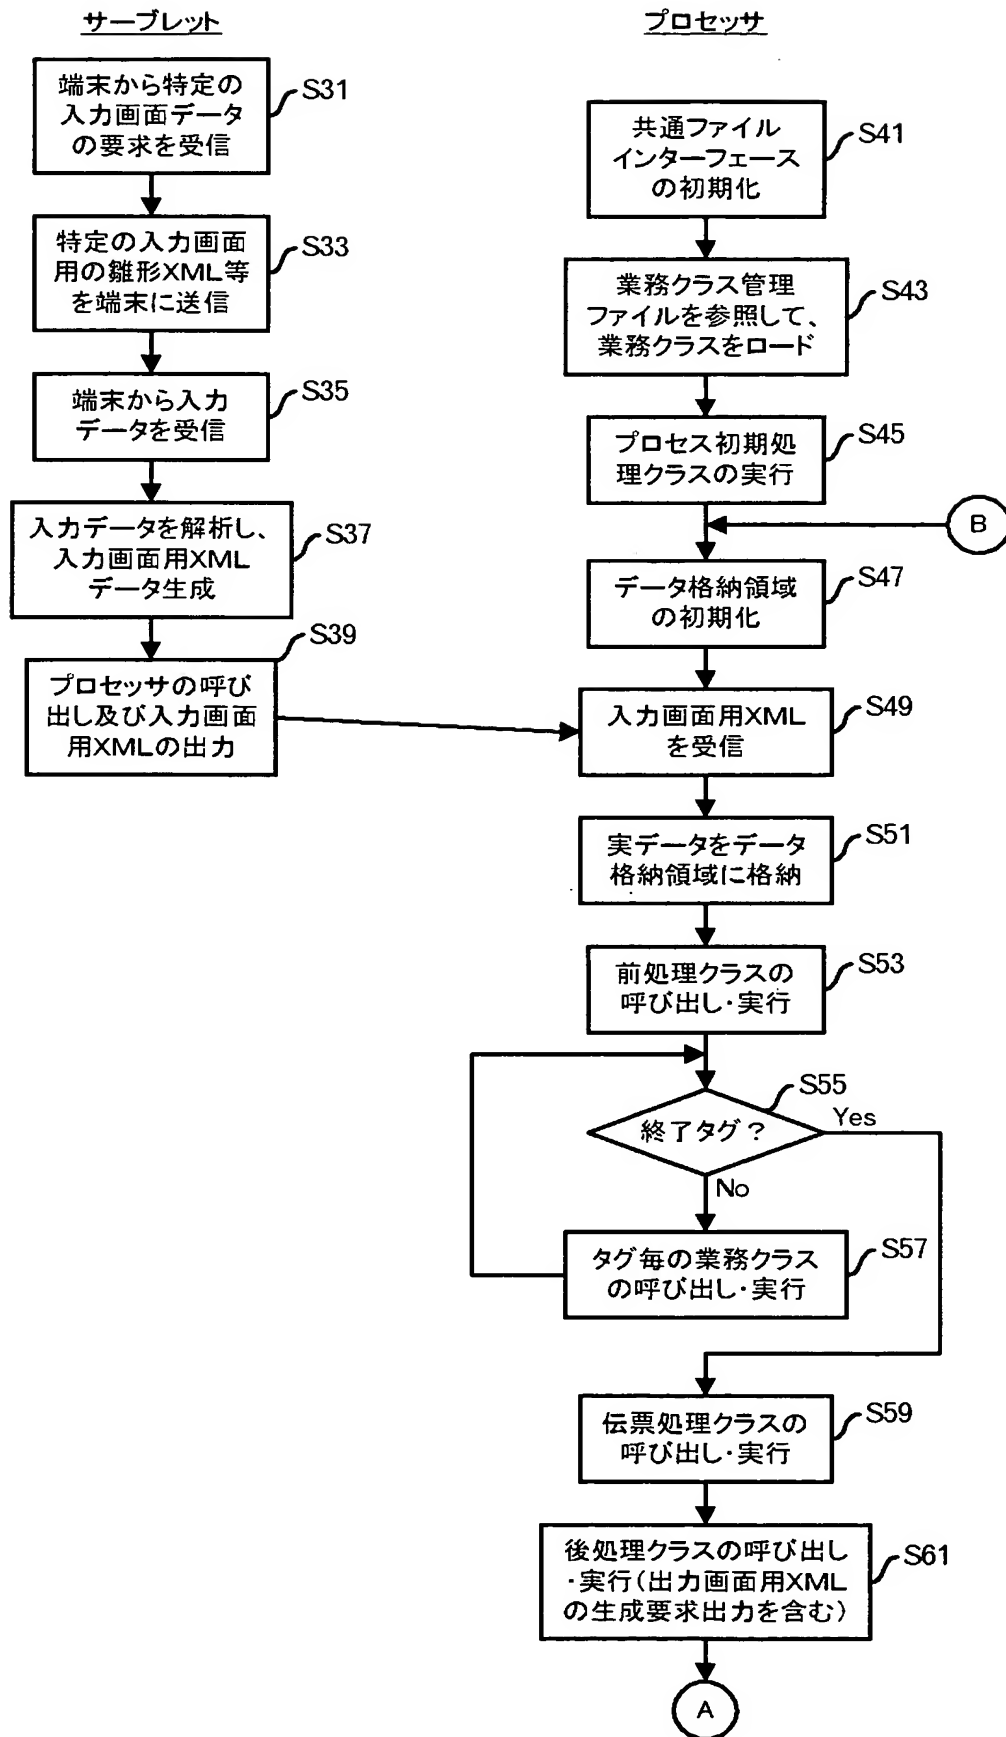 サーブレット
端末から特定の
入力画面データ
の要求を受信
S31
特定の入力画面
用の雛形XML等
を端末に送信
S33
端末から入力
データを受信
S35
入力データを解析し、
入力画面用XML
データ生成
S37
プロセッサの呼び
出し及び入力画面
用XMLの出力
S39
プロセッサ
共通ファイル
インターフェース
の初期化
S41
業務クラス管理
ファイルを参照して、
業務クラスをロード
S43
プロセス初期処
理クラスの実行
S45
B
データ格納領域
の初期化
S47
入力画面用XML
を受信
S49
実データをデータ
格納領域に格納
S51
前処理クラスの
呼び出し・実行
S53
終了タグ?
S55
Yes
No
タグ毎の業務クラス
の呼び出し・実行
S57
伝票処理クラスの
呼び出し・実行
S59
後処理クラスの呼び出し
・実行(出力画面用XML
の生成要求出力を含む)
S61
A